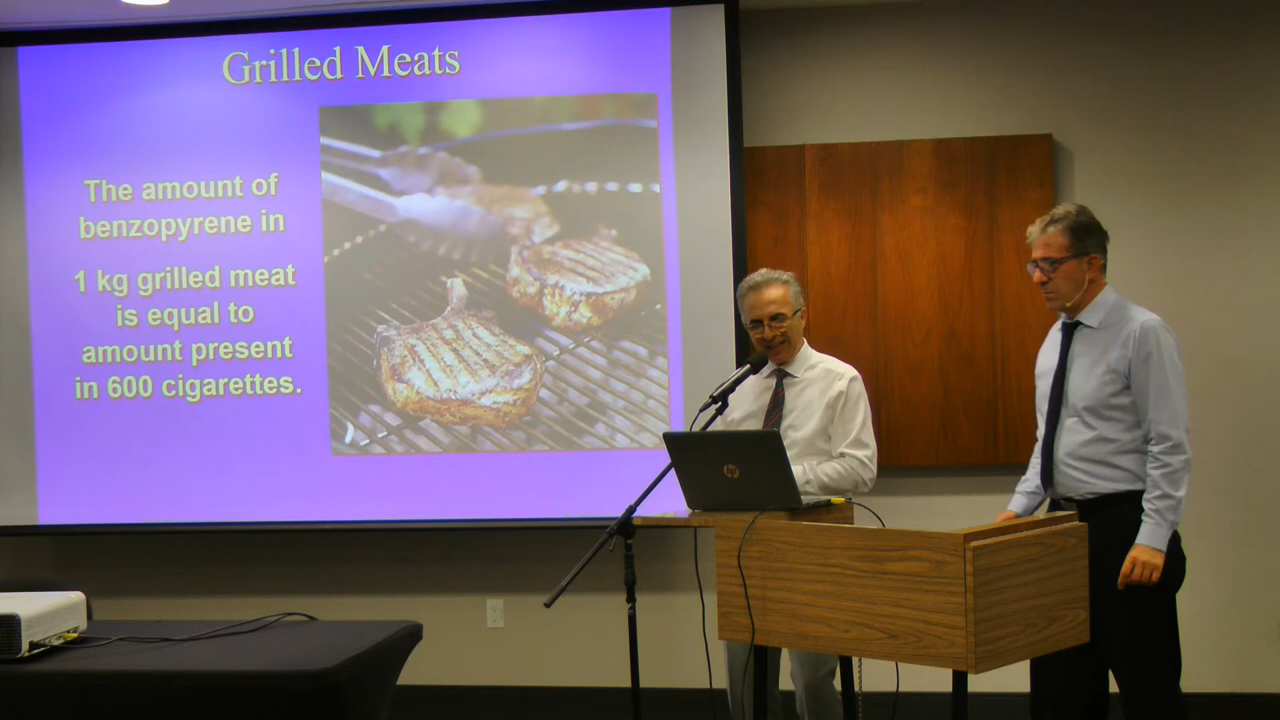 Grilled Meats
The amount of
benzopyrene in
1 kg grilled meat
is equal to
amount present
in 600 cigarettes.
hp